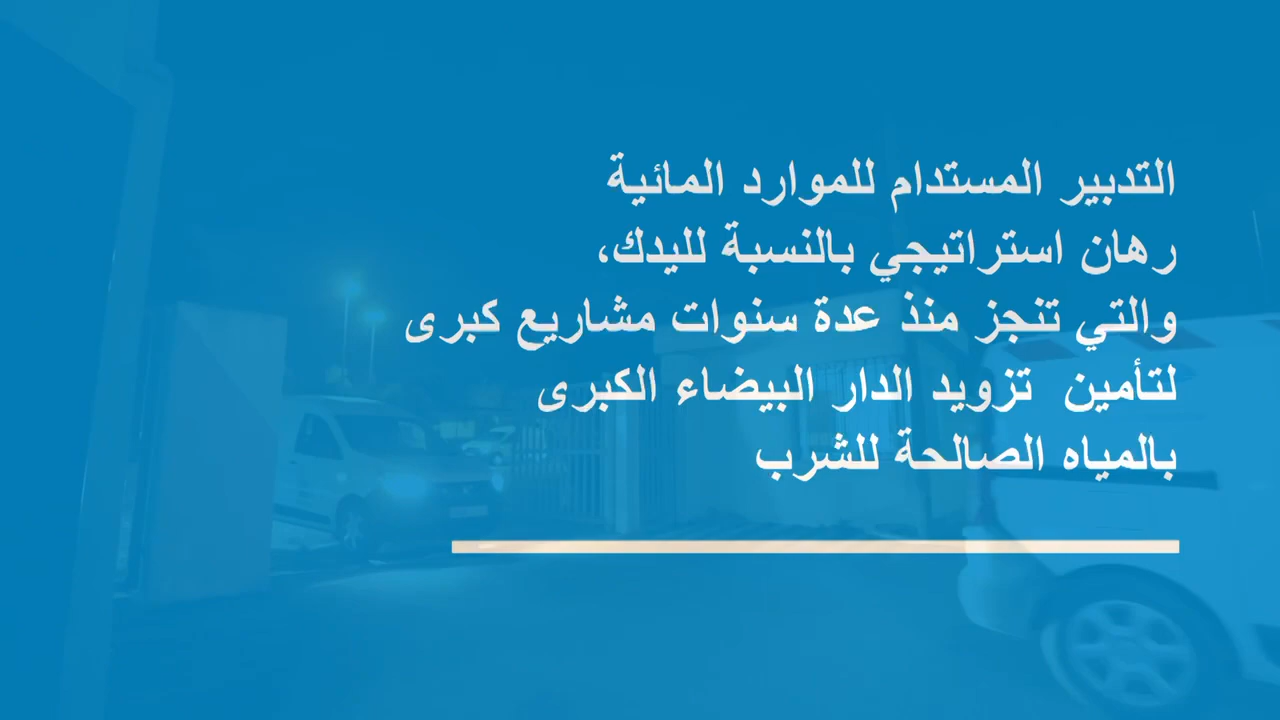 التدبير المستدام للموارد المائية
رهان استراتيجي بالنسبة لليدك،
والتي تنجز منذ عدة سنوات مشاريع كبرى
لتأمين  تزويد الدار البيضاء الكبرى
بالمياه الصالحة للشرب